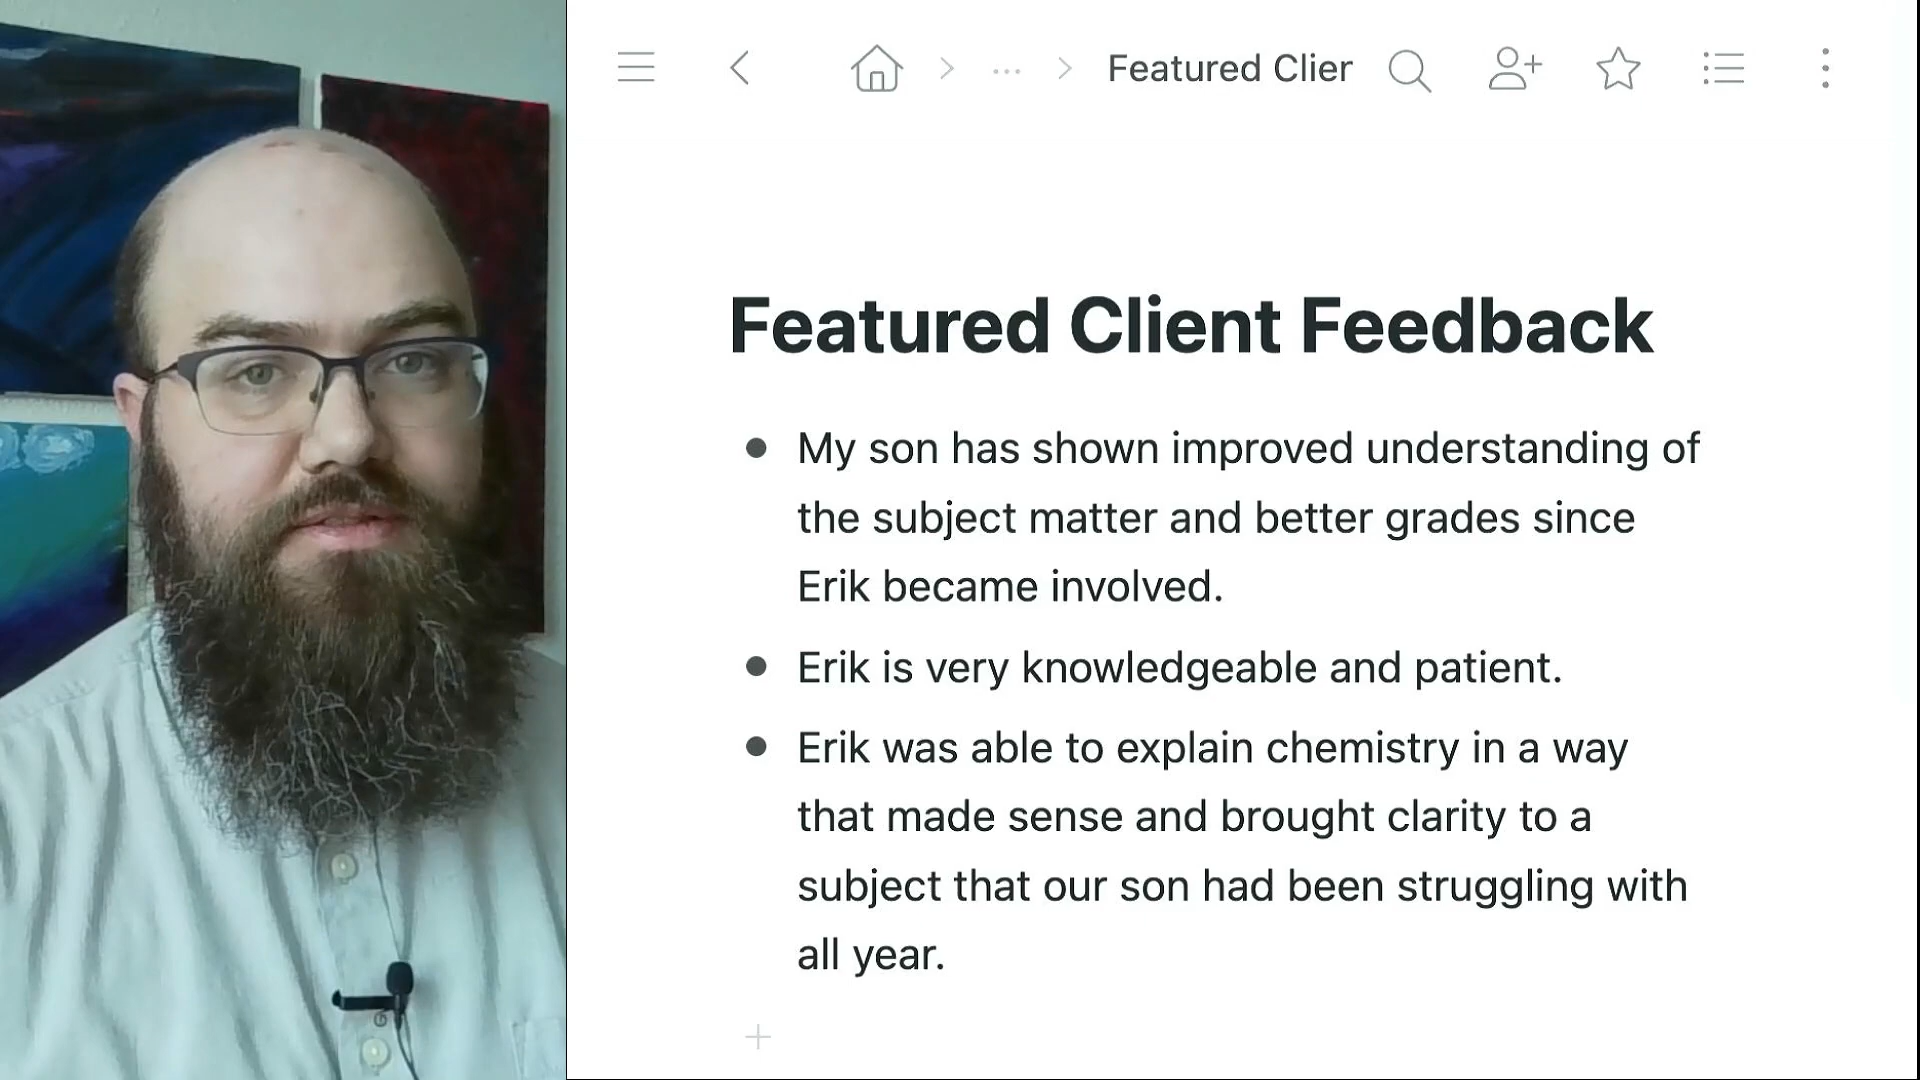 Featured Clier
Featured Client Feedback
My son has shown improved understanding of
the subject matter and better grades since
Erik became involved.
Erik is very knowledgeable and patient.
Erik was able to explain chemistry in a way
that made sense and brought clarity to a
subject that our son had been struggling with
all year.